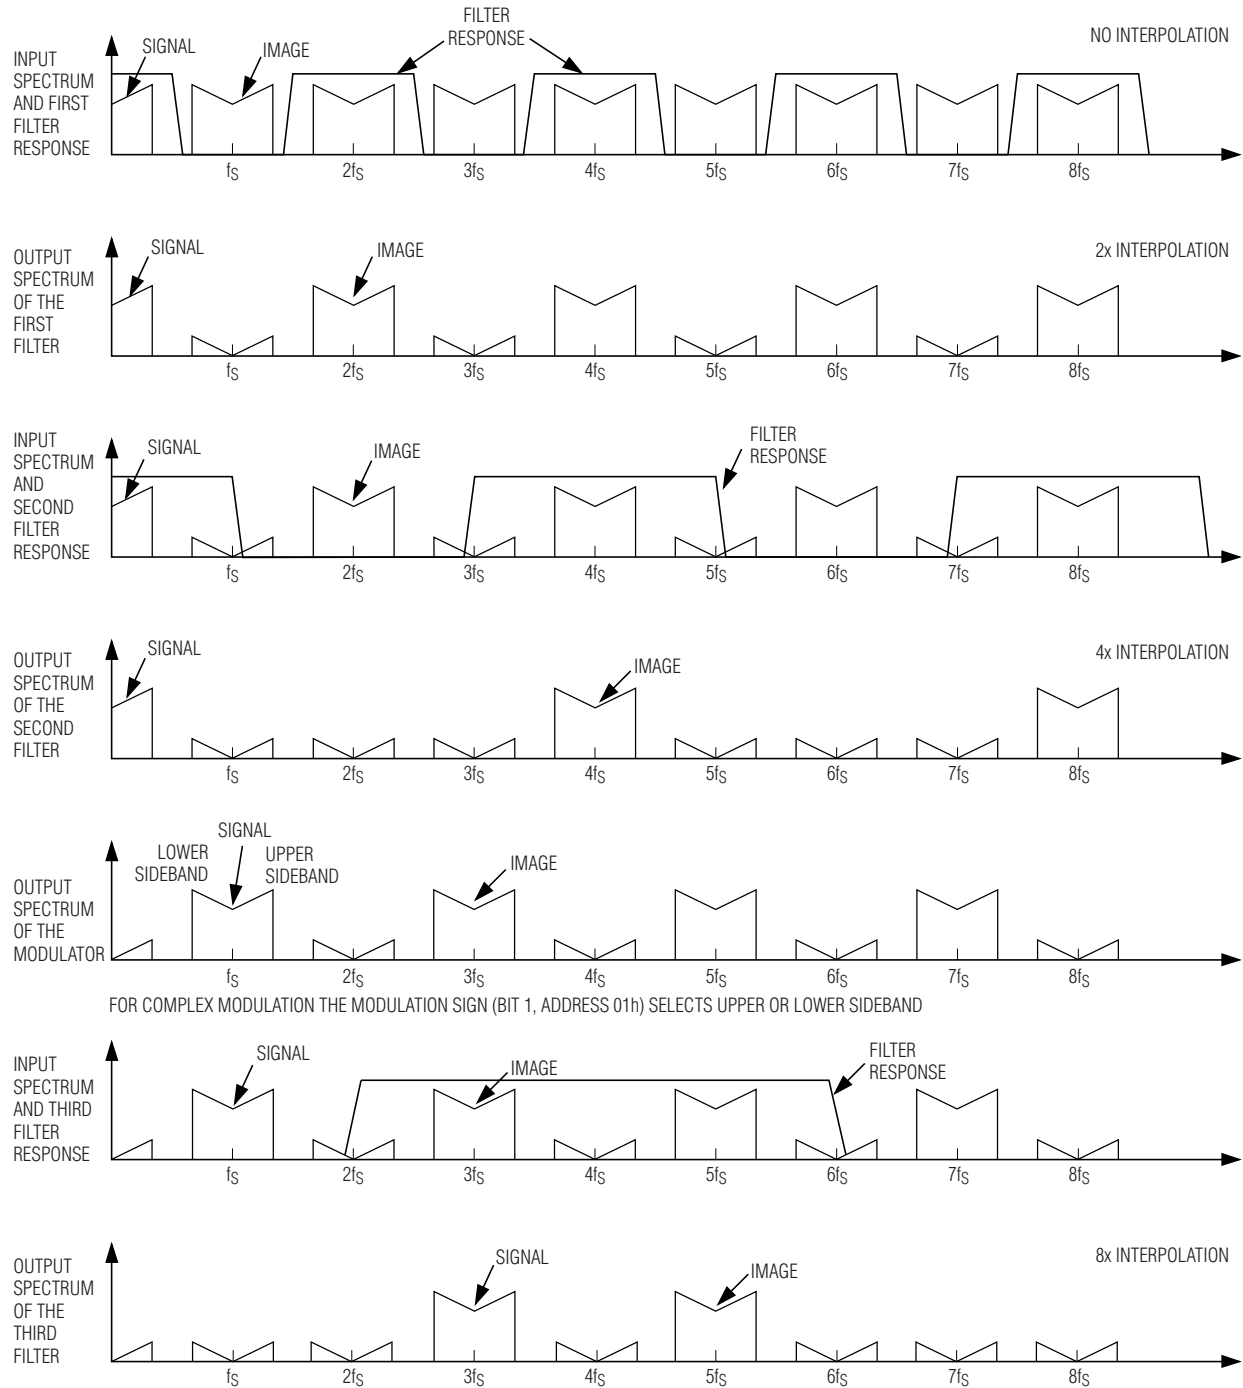 FILTER
RESPONSE
NO INTERPOLATION
SIGNAL
IMAGE
INPUT
SPECTRUM
AND FIRST
FILTER
RESPONSE
fS 2fS 3fS 4fS 5fS 6fS 7fS 8fS
SIGNAL
IMAGE
2x INTERPOLATION
OUTPUT
SPECTRUM
OF THE
FIRST
FILTER
fS 2fS 3fS 4fS 5fS 6fS 7fS 8fS
SIGNAL
IMAGE
FILTER
RESPONSE
INPUT
SPECTRUM
AND
SECOND
FILTER
RESPONSE
fS 2fS 3fS 4fS 5fS 6fS 7fS 8fS
SIGNAL
IMAGE
4x INTERPOLATION
OUTPUT
SPECTRUM
OF THE
SECOND
FILTER
fS 2fS 3fS 4fS 5fS 6fS 7fS 8fS
SIGNAL
LOWER
SIDEBAND
UPPER
SIDEBAND
IMAGE
OUTPUT
SPECTRUM
OF THE
MODULATOR
fS 2fS 3fS 4fS 5fS 6fS 7fS 8fS
FOR COMPLEX MODULATION THE MODULATION SIGN (BIT 1, ADDRESS 01h) SELECTS UPPER OR LOWER SIDEBAND
SIGNAL
IMAGE
FILTER
RESPONSE
INPUT
SPECTRUM
AND THIRD
FILTER
RESPONSE
fS 2fS 3fS 4fS 5fS 6fS 7fS 8fS
SIGNAL
IMAGE
8x INTERPOLATION
OUTPUT
SPECTRUM
OF THE
THIRD
FILTER
fS 2fS 3fS 4fS 5fS 6fS 7fS 8fS